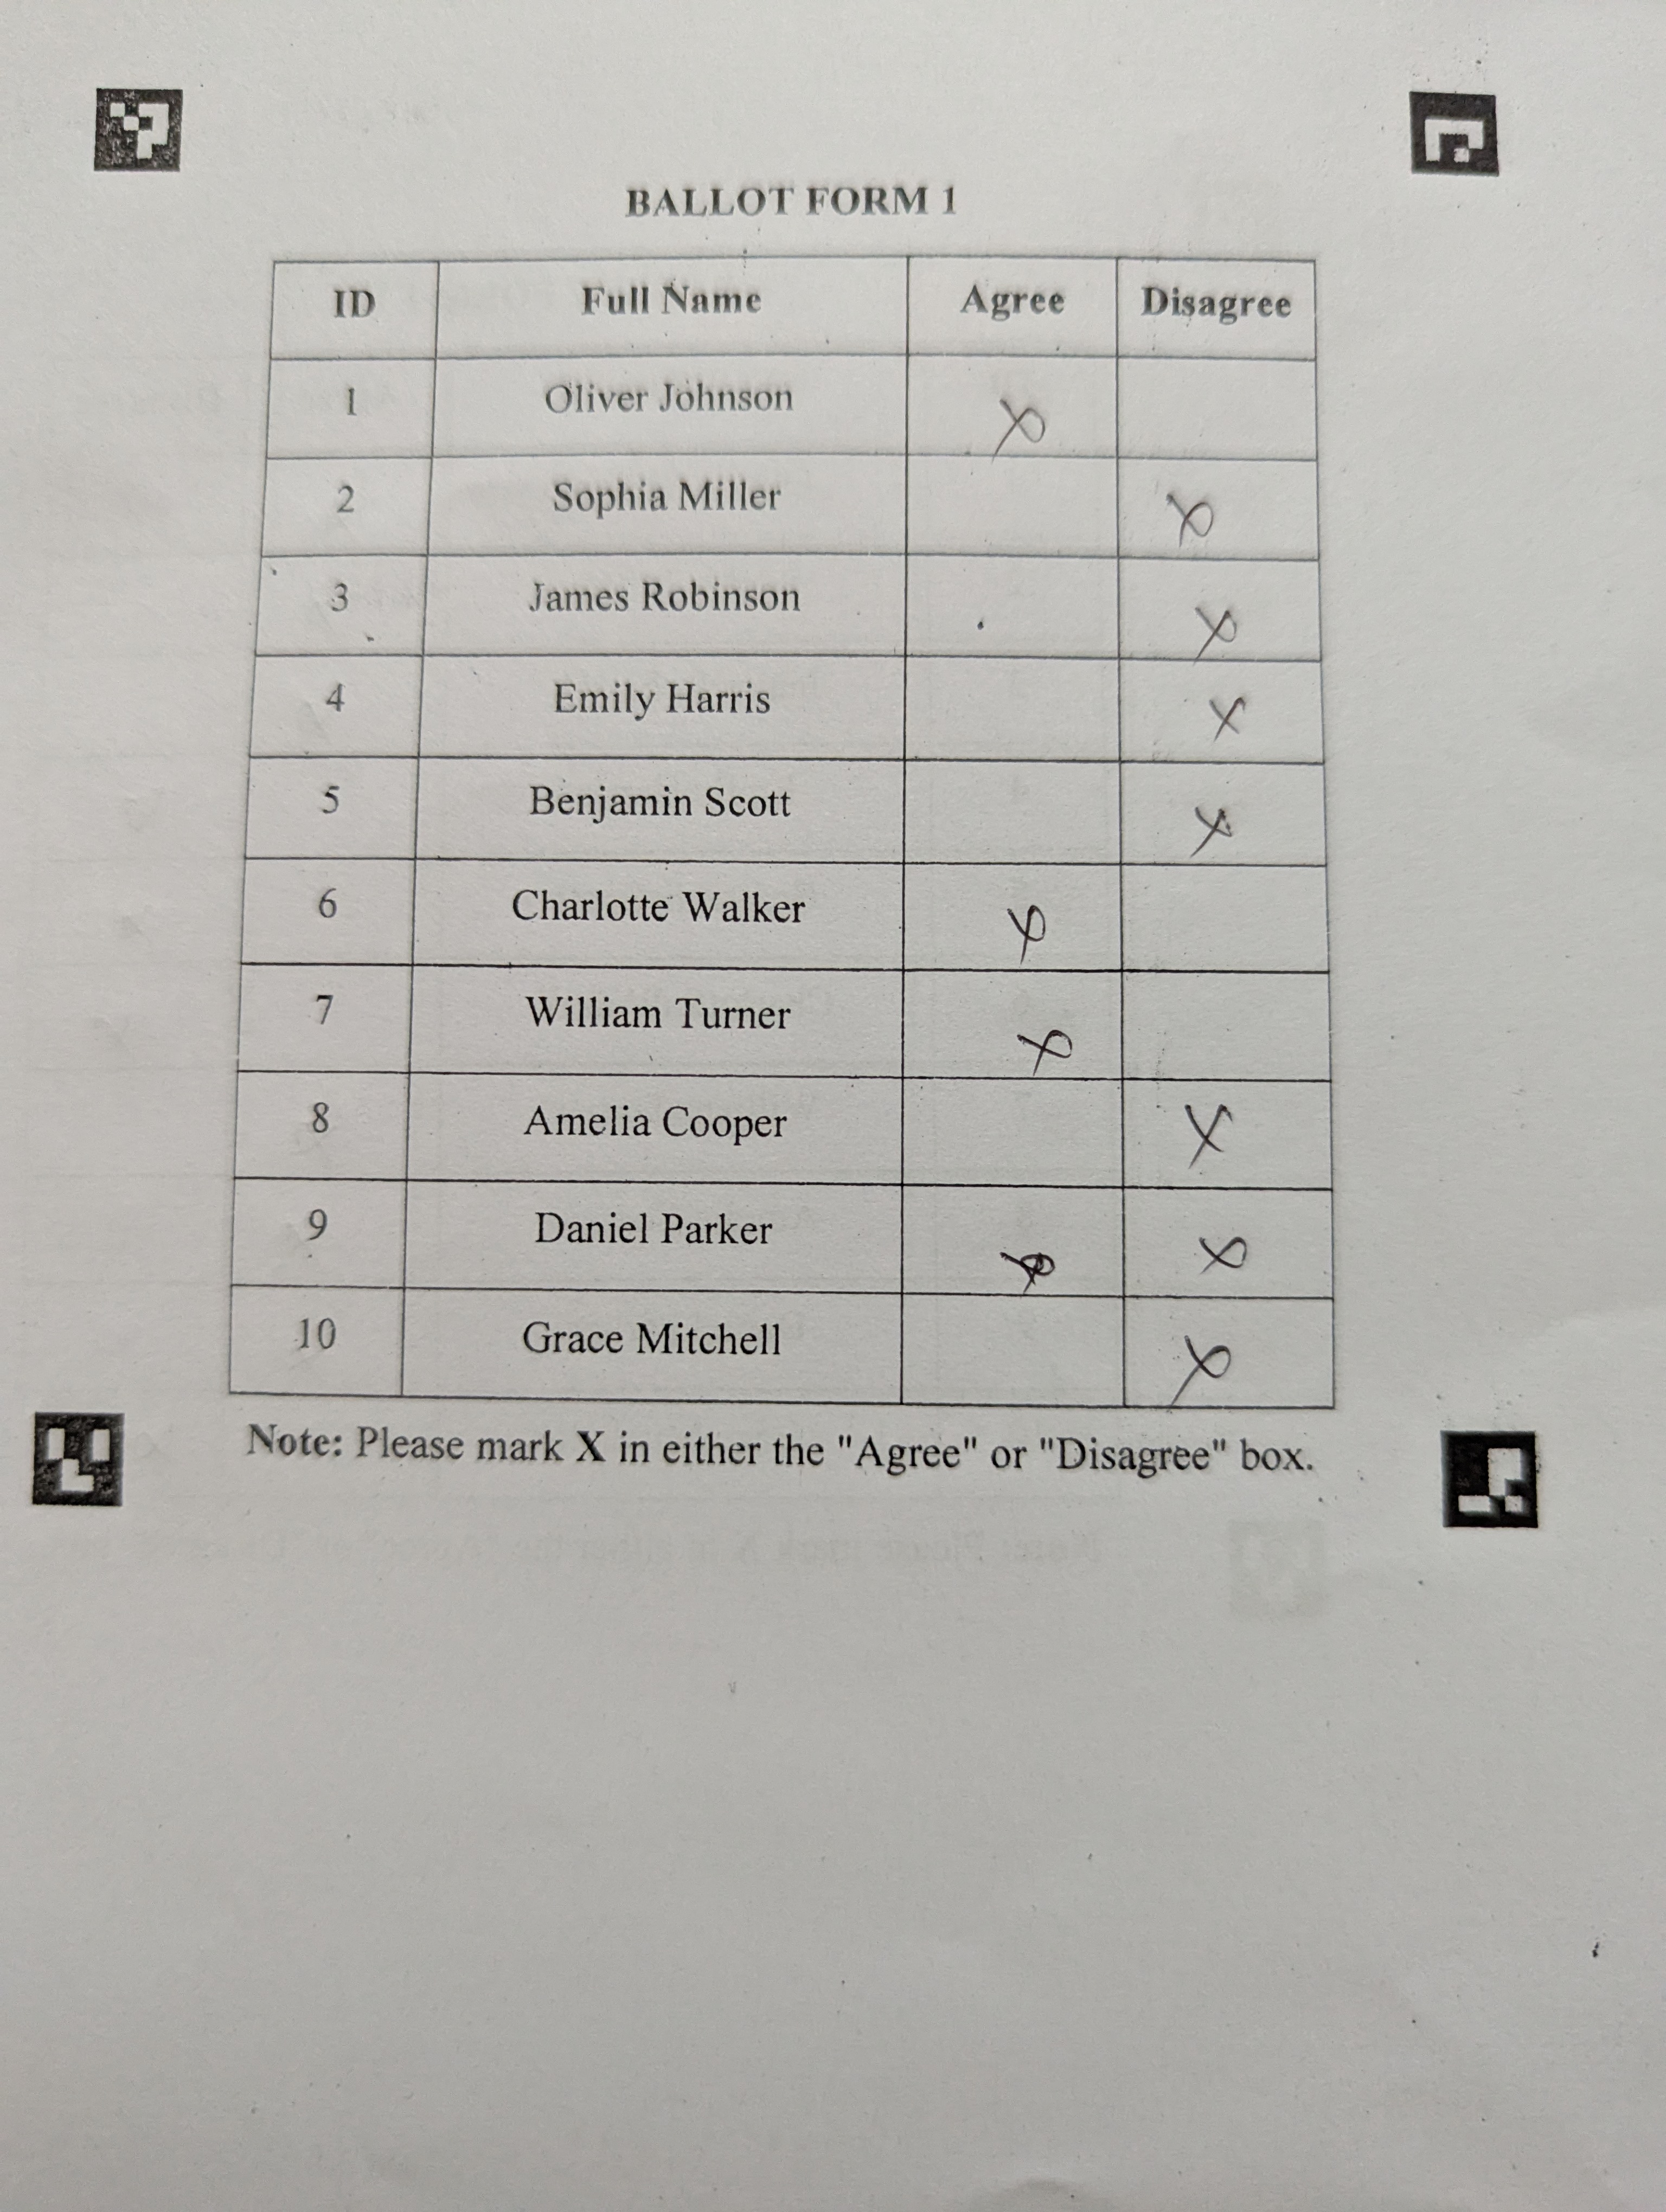 BALLOT FORM 1
ID Full Name Agree Disagree
1 Oliver Johnson X
2 Sophia Miller X
3 James Robinson X
4 Emily Harris X
5 Benjamin Scott X
6 Charlotte Walker X
7 William Turner X
8 Amelia Cooper X
9 Daniel Parker X X
10 Grace Mitchell X
Note: Please mark X in either the "Agree" or "Disagree" box.